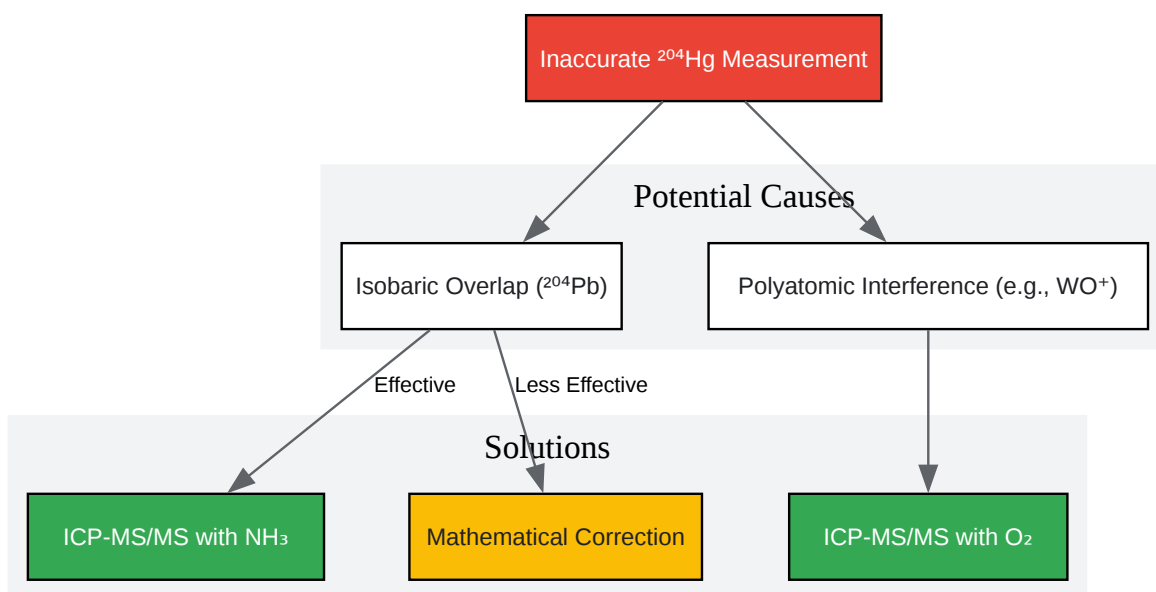 Inaccurate ²⁰⁴Hg Measurement
Potential Causes
Isobaric Overlap (²⁰⁴Pb)
Polyatomic Interference (e.g., WO⁺)
Effective
Less Effective
Solutions
ICP-MS/MS with NH₃
Mathematical Correction
ICP-MS/MS with O₂